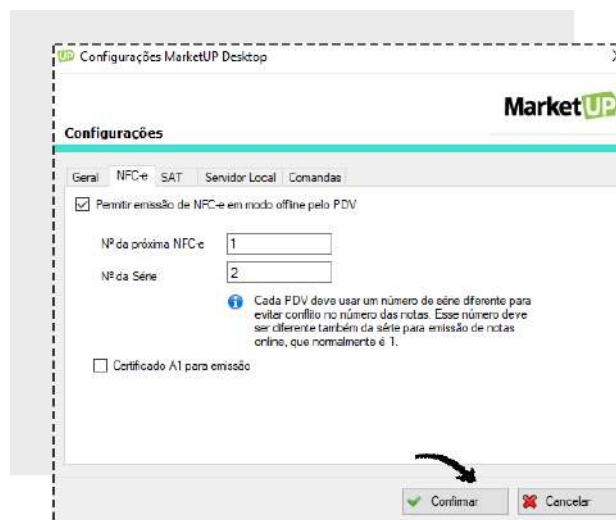 UP Configurações MarketUP Desktop
MarketUP
Configurações
Geral NFC-e SAT Servidor Local Comandas
Permitir emissão de NFC-e em modo offline pelo PDV
Nº da próxima NFC-e 1
Nº da Série 2
Cada PDV deve usar um número de série diferente para
evitar conflito no número das notas. Esse número deve
ser diferente também da série para emissão de notas
online, que normalmente é 1.
Certificado A1 para emissão
Confirmar Cancelar